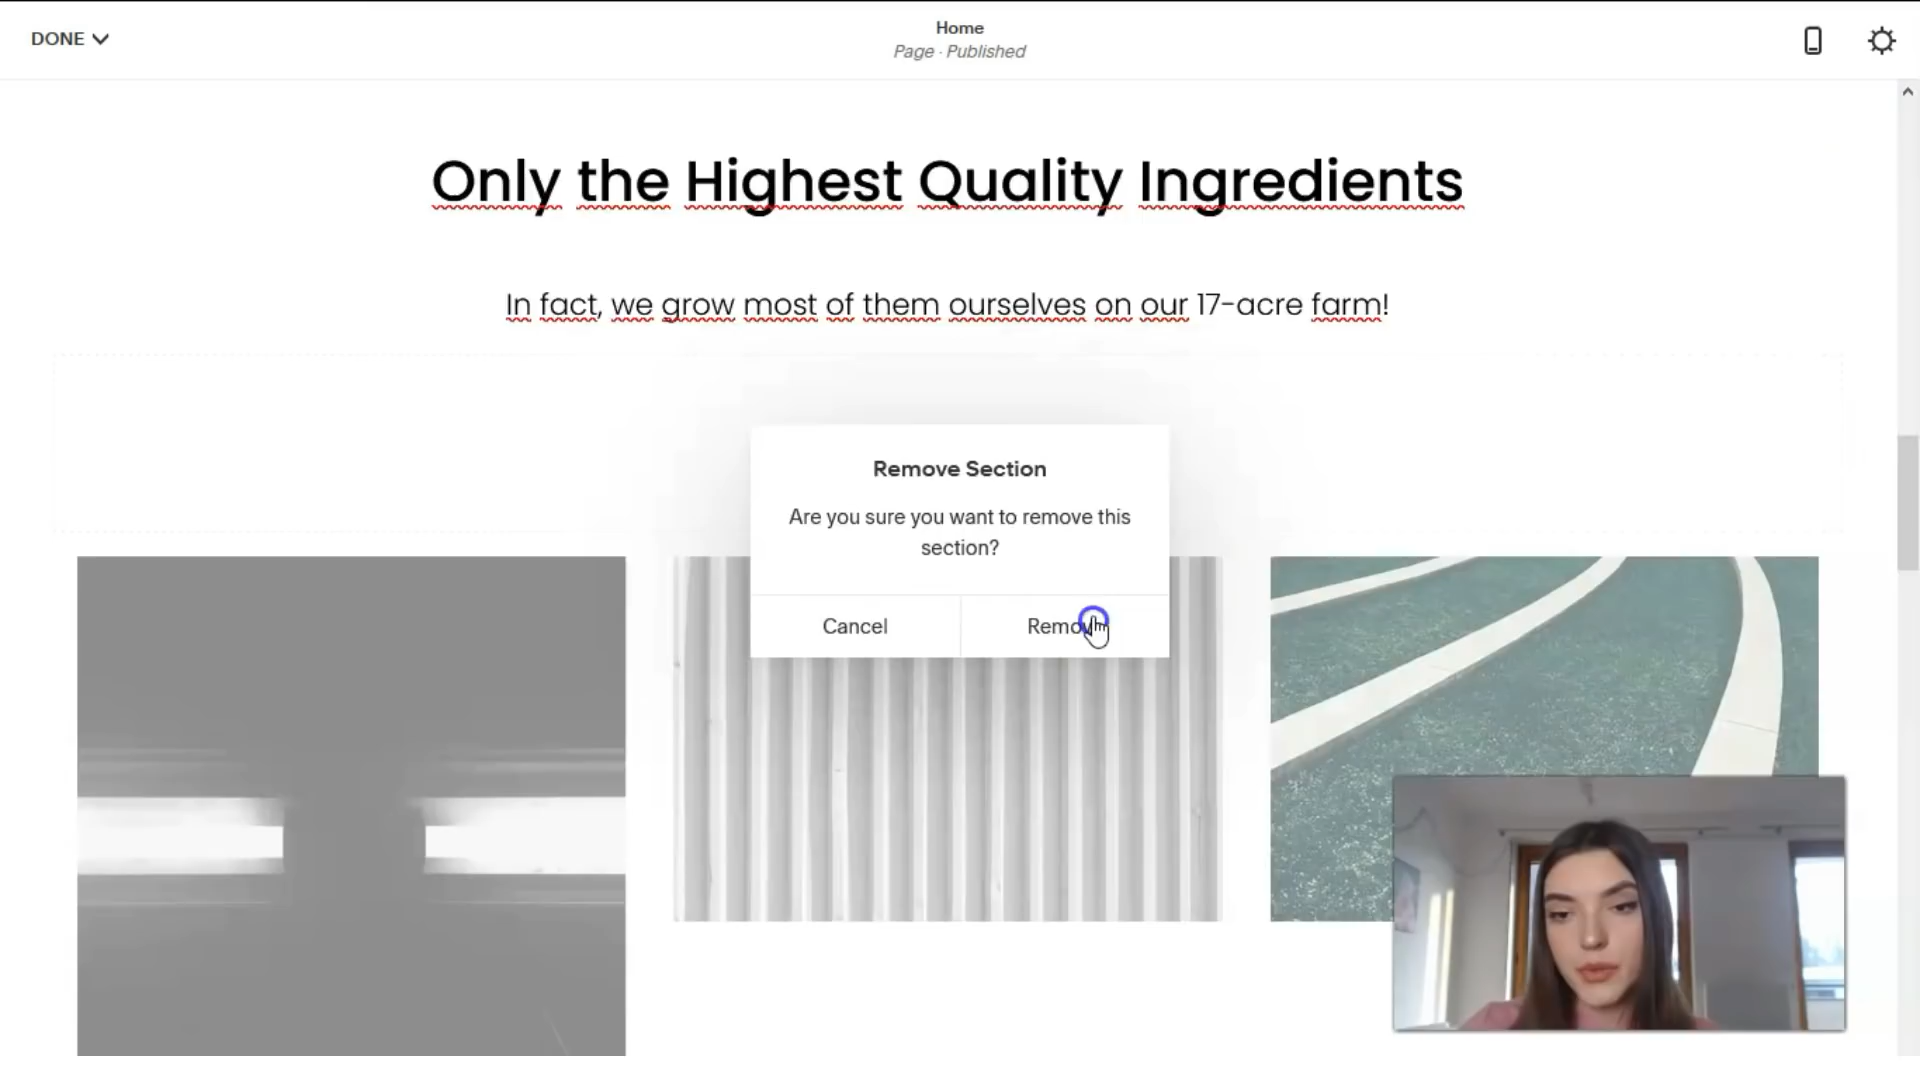 DONE
Home
Page · Published
Only the Highest Quality Ingredients
In fact, we grow most of them ourselves on our 17-acre farm!
Remove Section
Are you sure you want to remove this
section?
Cancel
Remove